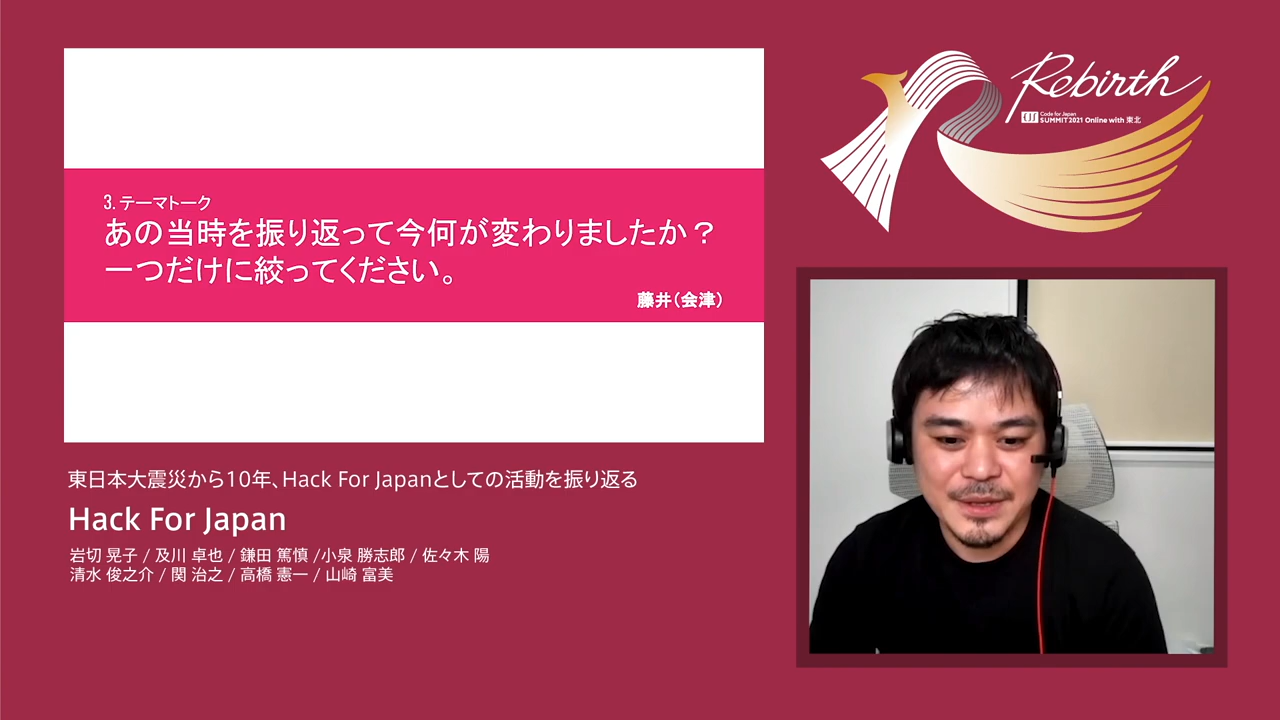 3. テーマトーク
あの当時を振り返って今何が変わりましたか？
一つだけに絞ってください。
藤井（会津）
Rebirth
Code for Japan
CfJ SUMMIT2021 Online with 東北
東日本大震災から10年、Hack For Japanとしての活動を振り返る
Hack For Japan
岩切 晃子 / 及川 卓也 / 鎌田 篤慎 /小泉 勝志郎 / 佐々木 陽
清水 俊之介 / 関 治之 / 高橋 憲一 / 山崎 富美